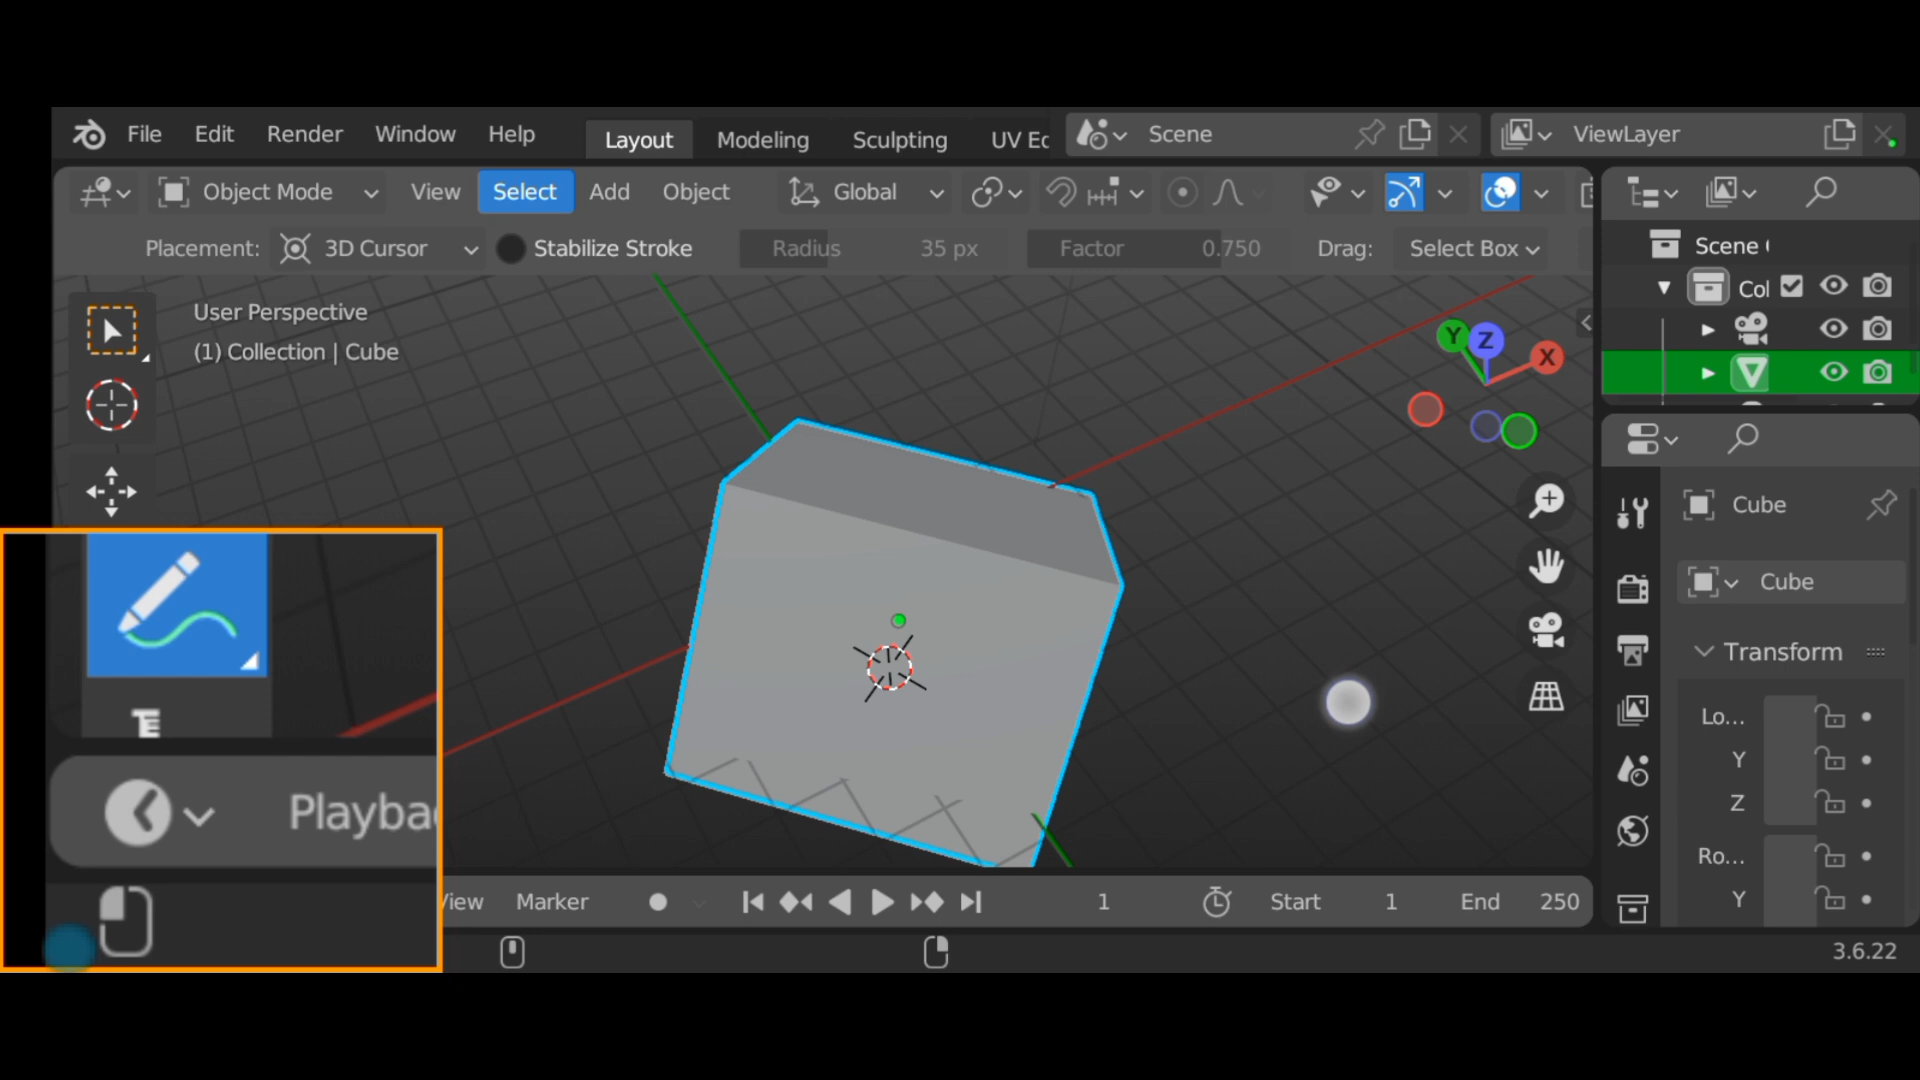 File Edit Render Window Help Layout Modeling Sculpting UV Scene ViewLayer
Object Mode View Select Add Object Global
Placement: 3D Cursor Stabilize Stroke Radius 35 px Factor 0.750 Drag: Select Box
User Perspective
(1) Collection | Cube
Y Z X
Scene
Col
Cube
Cube
Transform
Lo...
Y
Z
Ro...
Y
Playba
View Marker 1 Start 1 End 250
3.6.22